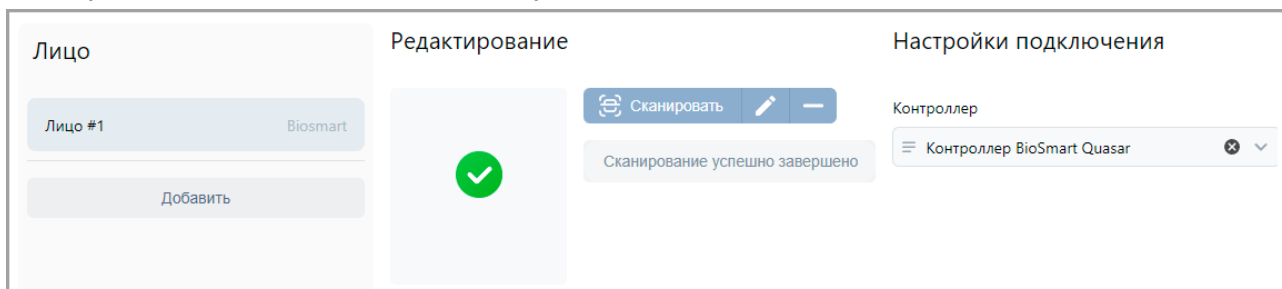 Лицо
Лицо #1 Biosmart
Добавить
Редактирование
Сканировать
Сканирование успешно завершено
Настройки подключения
Контроллер
Контроллер BioSmart Quasar